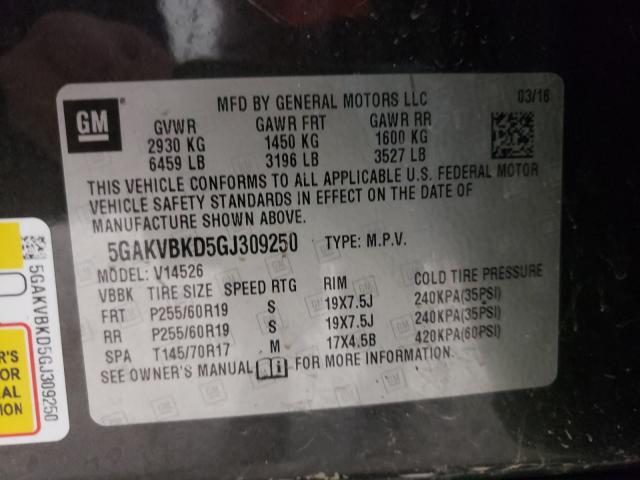 GM
MFD BY GENERAL MOTORS LLC 03/16
GVWR GAWR FRT GAWR RR
2930 KG 1450 KG 1600 KG
6459 LB 3196 LB 3527 LB
THIS VEHICLE CONFORMS TO ALL APPLICABLE U.S. FEDERAL MOTOR
VEHICLE SAFETY STANDARDS IN EFFECT ON THE DATE OF
MANUFACTURE SHOWN ABOVE.
5GAKVBKD5GJ309250 TYPE: M.P.V.
MODEL: V14526
VBBK TIRE SIZE SPEED RTG RIM COLD TIRE PRESSURE
FRT P255/60R19 S 19X7.5J 240KPA(35PSI)
RR P255/60R19 S 19X7.5J 240KPA(35PSI)
SPA T145/70R17 M 17X4.5B 420KPA(60PSI)
SEE OWNER'S MANUAL i FOR MORE INFORMATION.
5GAKVBKD5GJ309250